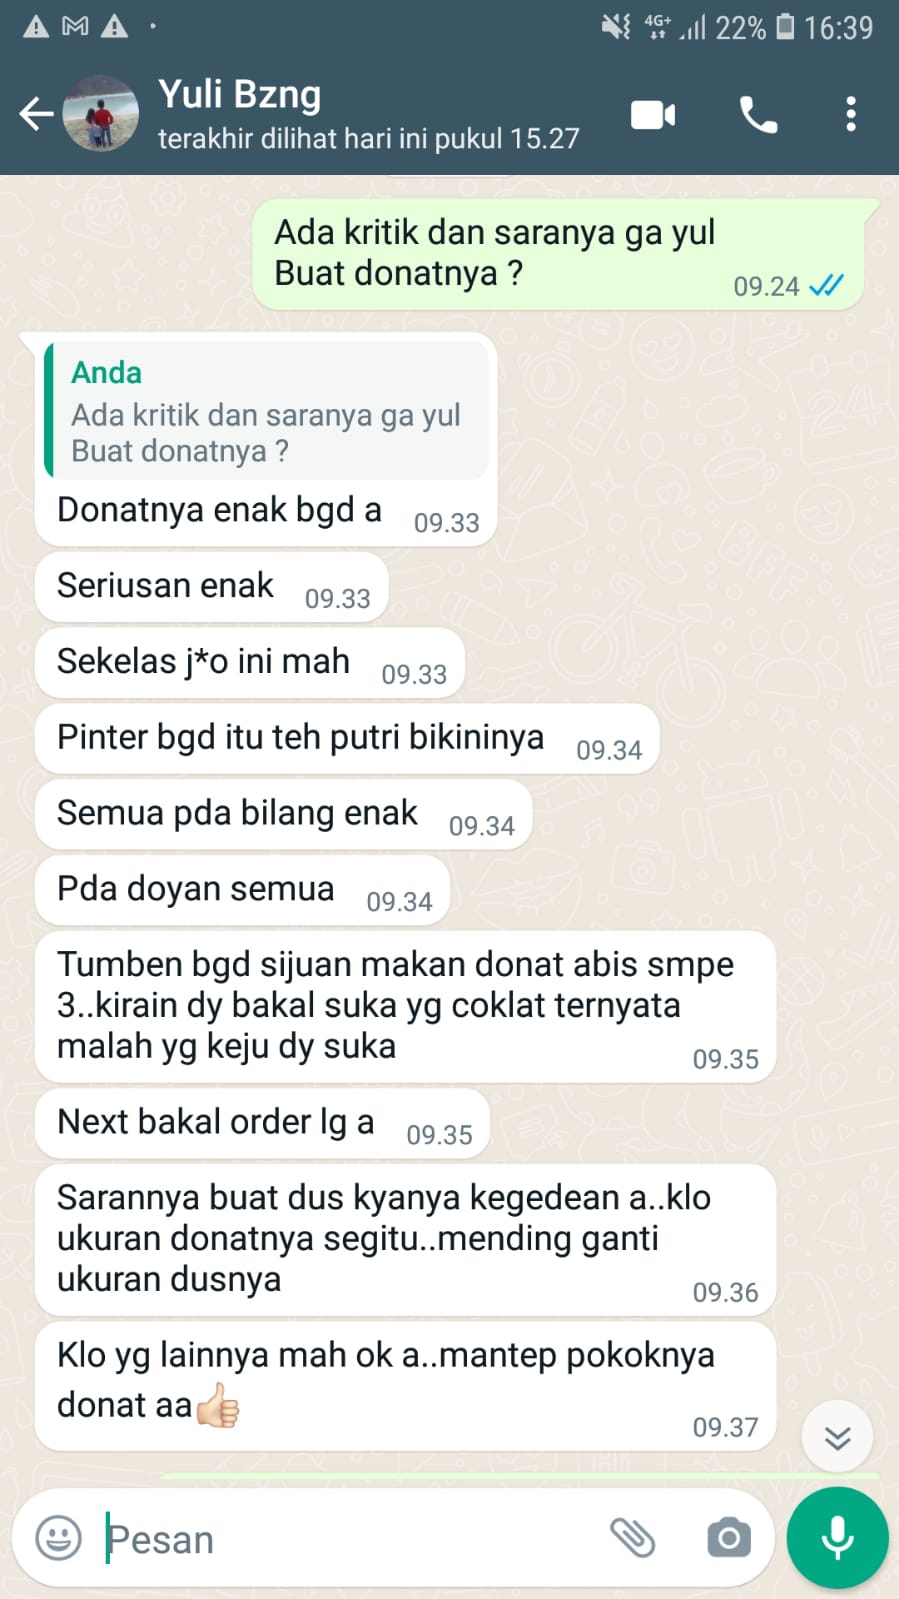 4G+ 22% 16:39
Yuli Bzng
terakhir dilihat hari ini pukul 15.27
Ada kritik dan saranya ga yul
Buat donatnya ?
09.24
Anda
Ada kritik dan saranya ga yul
Buat donatnya ?
Donatnya enak bgd a 09.33
Seriusan enak 09.33
Sekelas j*o ini mah 09.33
Pinter bgd itu teh putri bikininya 09.34
Semua pda bilang enak 09.34
Pda doyan semua 09.34
Tumben bgd sijuan makan donat abis smpe
3..kirain dy bakal suka yg coklat ternyata
malah yg keju dy suka 09.35
Next bakal order lg a 09.35
Sarannya buat dus kyanya kegedean a..klo
ukuran donatnya segitu..mending ganti
ukuran dusnya 09.36
Klo yg lainnya mah ok a..mantep pokoknya
donat aa👍🏻 09.37
Pesan